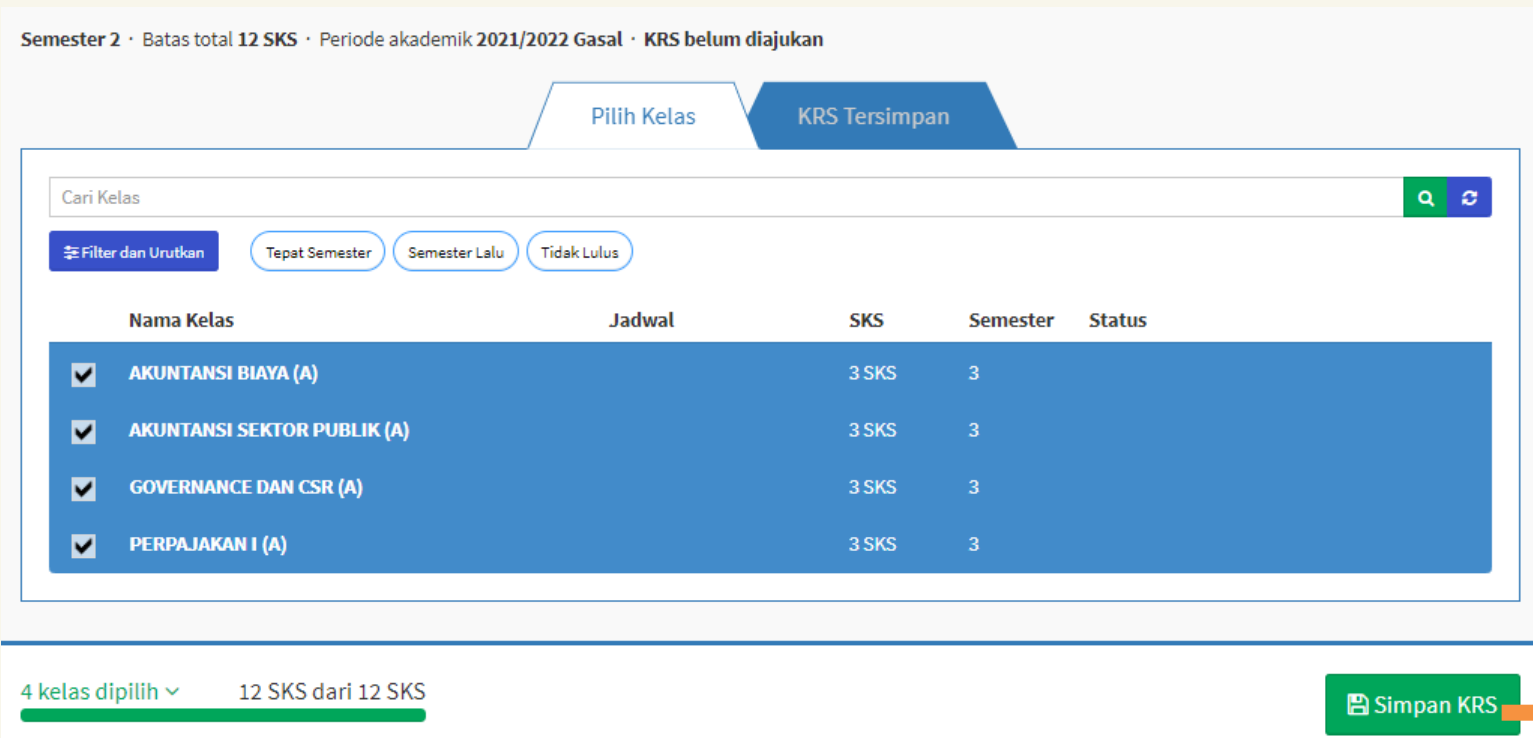 Semester 2 · Batas total 12 SKS · Periode akademik 2021/2022 Gasal · KRS belum diajukan
Pilih Kelas KRS Tersimpan
Cari Kelas
Filter dan Urutkan Tepat Semester Semester Lalu Tidak Lulus
Nama Kelas Jadwal SKS Semester Status
AKUNTANSI BIAYA (A) 3 SKS 3
AKUNTANSI SEKTOR PUBLIK (A) 3 SKS 3
GOVERNANCE DAN CSR (A) 3 SKS 3
PERPAJAKAN I (A) 3 SKS 3
4 kelas dipilih 12 SKS dari 12 SKS Simpan KRS